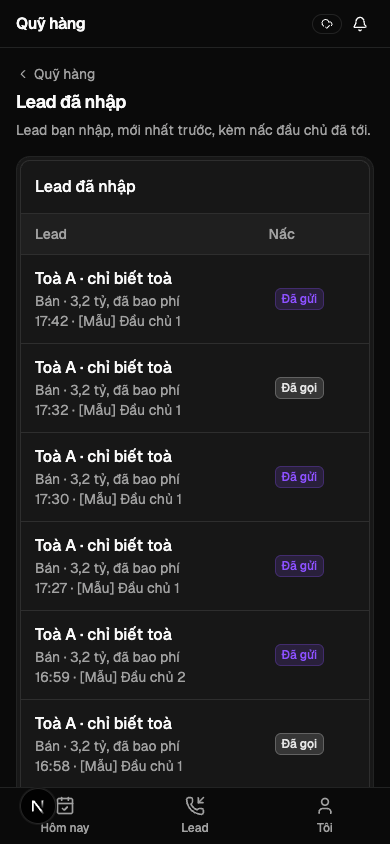 Quỹ hàng
Quỹ hàng
Lead đã nhập
Lead bạn nhập, mới nhất trước, kèm nấc đầu chủ đã tới.
Lead đã nhập
Lead Nấc
Toà A · chỉ biết toà
Bán · 3,2 tỷ, đã bao phí
17:42 · [Mẫu] Đầu chủ 1
Đã gửi
Toà A · chỉ biết toà
Bán · 3,2 tỷ, đã bao phí
17:32 · [Mẫu] Đầu chủ 1
Đã gọi
Toà A · chỉ biết toà
Bán · 3,2 tỷ, đã bao phí
17:30 · [Mẫu] Đầu chủ 1
Đã gửi
Toà A · chỉ biết toà
Bán · 3,2 tỷ, đã bao phí
17:27 · [Mẫu] Đầu chủ 1
Đã gửi
Toà A · chỉ biết toà
Bán · 3,2 tỷ, đã bao phí
16:59 · [Mẫu] Đầu chủ 2
Đã gửi
Toà A · chỉ biết toà
Bán · 3,2 tỷ, đã bao phí
16:58 · [Mẫu] Đầu chủ 1
Đã gọi
N
Hôm nay Lead Tôi